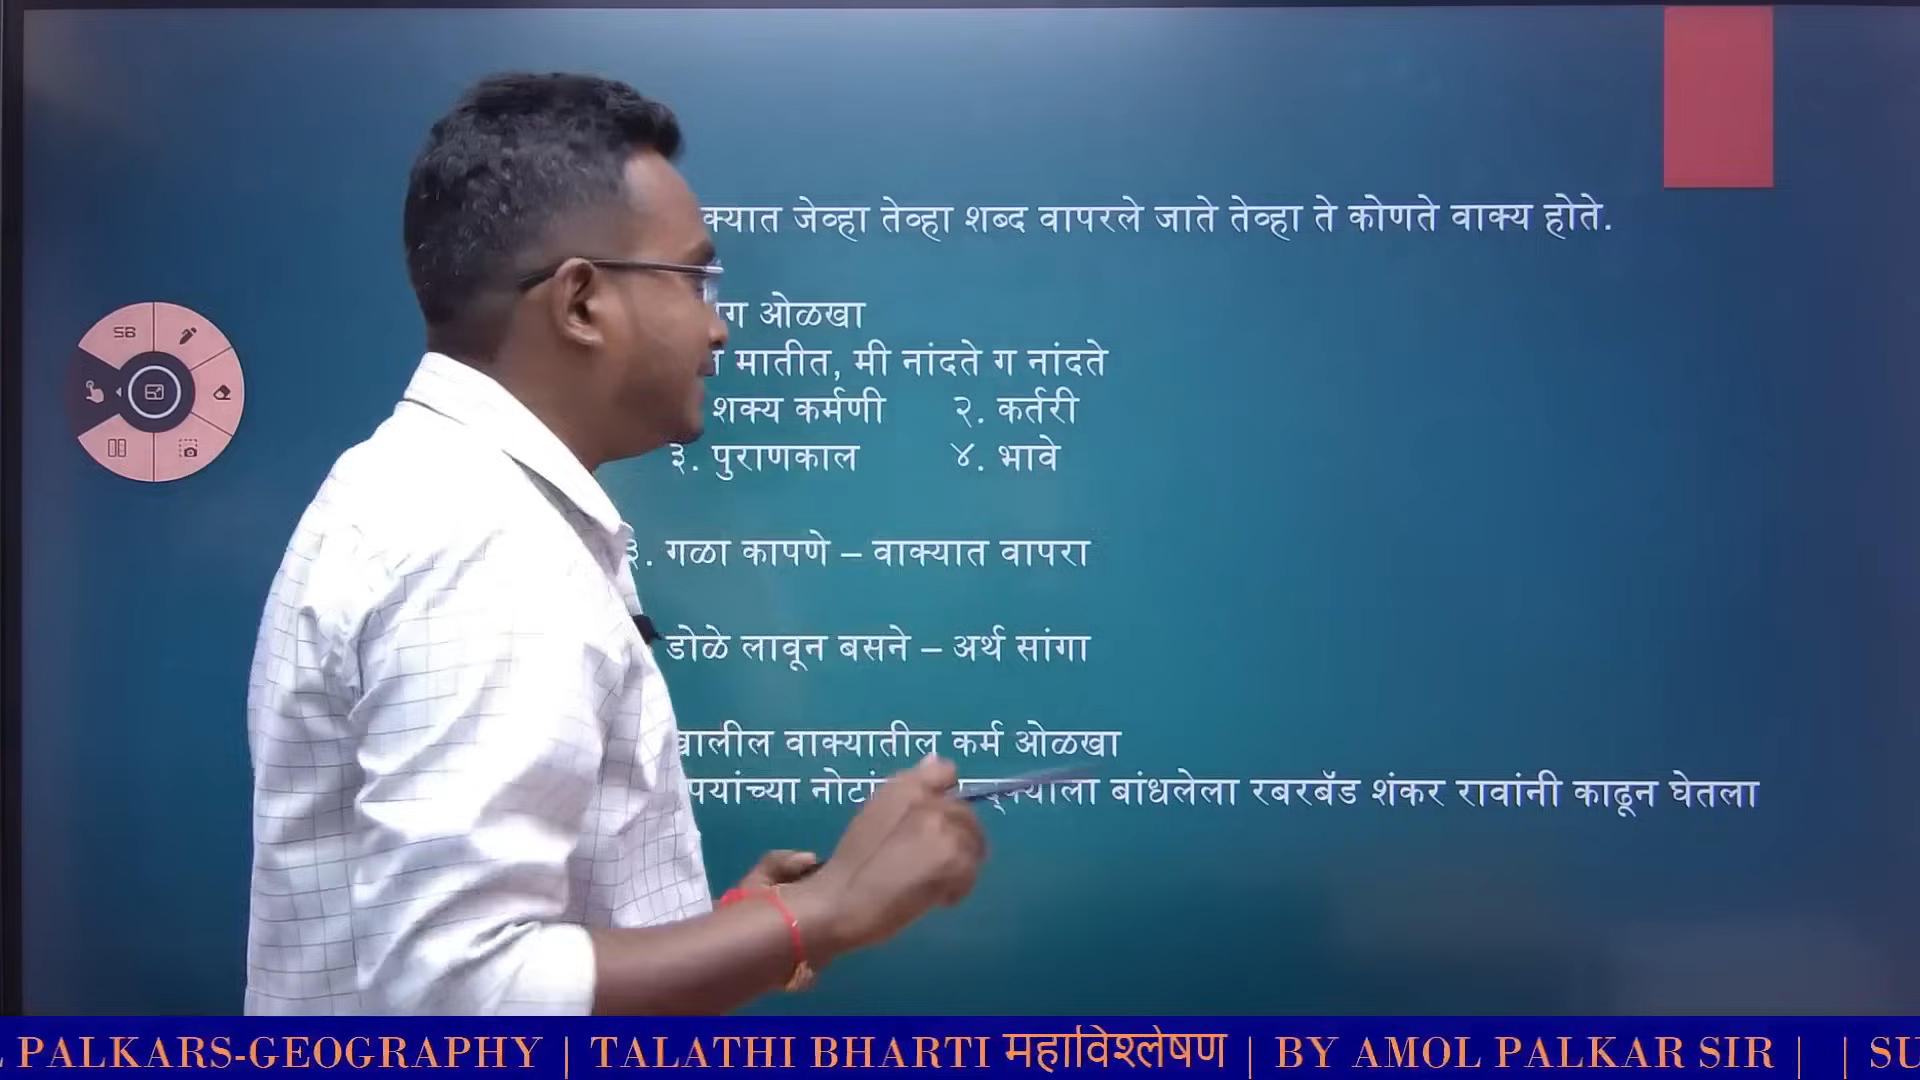 क्यात जेव्हा तेव्हा शब्द वापरले जाते तेव्हा ते कोणते वाक्य होते.
ओळखा
मातीत, मी नांदते ग नांदते
शक्य कर्मणी २. कर्तरी
३. पुराणकाल ४. भावे
३. गळा कापणे – वाक्यात वापरा
डोळे लावून बसने – अर्थ सांगा
वाक्यातील कर्म ओळखा
बांधलेला रबरबॅड शंकर रावांनी काढून घेतला
SB
PALKARS-GEOGRAPHY | TALATHI BHARTI महाविश्लेषण | BY AMOL PALKAR SIR | | SU